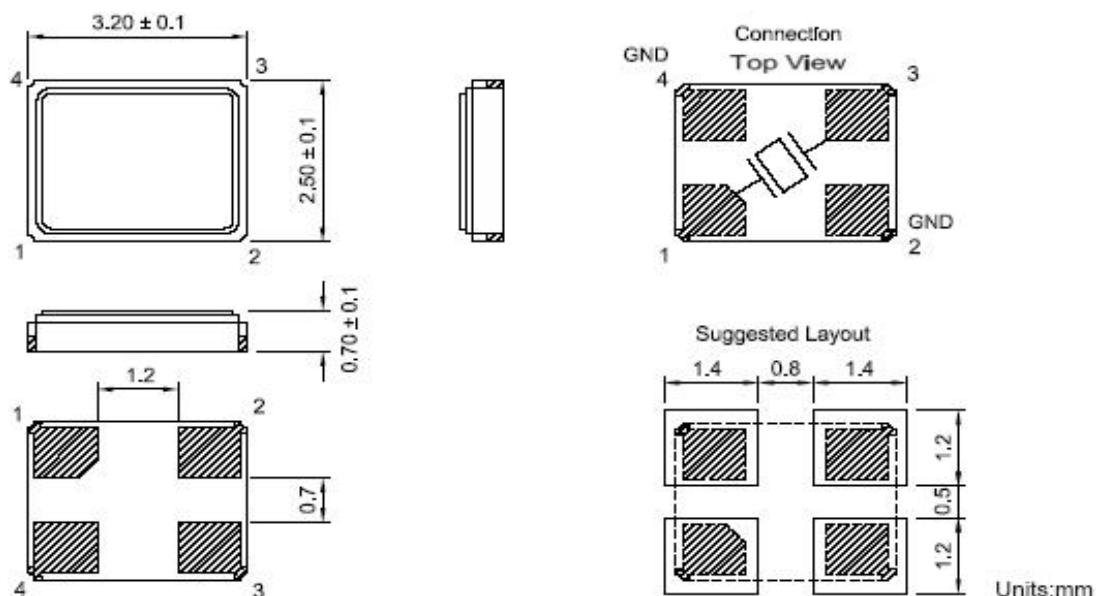 3.20 ± 0.1
4
3
2.50 ± 0.1
1
2
0.70 ± 0.1
1.2
1
2
0.7
4
3
Connection
Top View
GND
4
3
1
GND
2
Suggested Layout
1.4
0.8
1.4
1.2
0.5
1.2
Units:mm